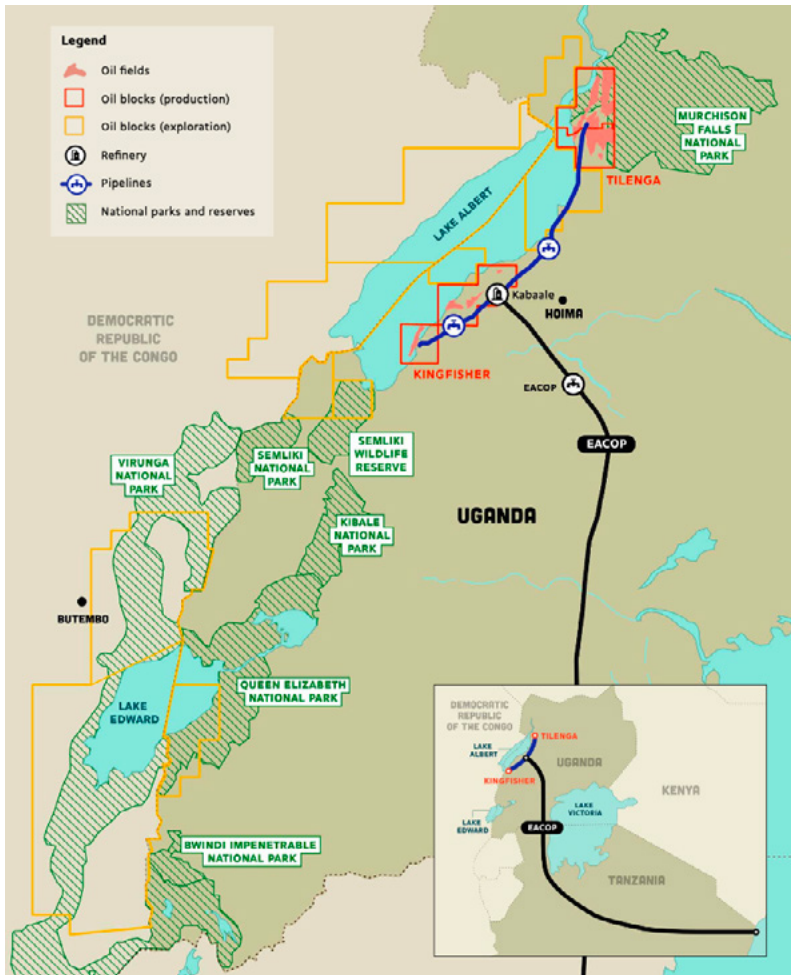 Legend
Oil fields
Oil blocks (production)
Oil blocks (exploration)
Refinery
Pipelines
National parks and reserves
MURCHISON
FALLS
NATIONAL
PARK
TILENGA
LAKE ALBERT
Kabaale
HOIMA
DEMOCRATIC
REPUBLIC
OF THE CONGO
KINGFISHER
EACOP
EACOP
SEMLIKI
WILDLIFE
RESERVE
SEMLIKI
NATIONAL
PARK
VIRUNGA
NATIONAL
PARK
UGANDA
KIBALE
NATIONAL
PARK
BUTEMBO
QUEEN ELIZABETH
NATIONAL PARK
LAKE
EDWARD
BWINDI IMPENETRABLE
NATIONAL PARK
DEMOCRATIC
REPUBLIC
OF THE CONGO
TILENGA
LAKE
ALBERT
UGANDA
KINGFISHER
KENYA
LAKE
VICTORIA
LAKE
EDWARD
EACOP
TANZANIA